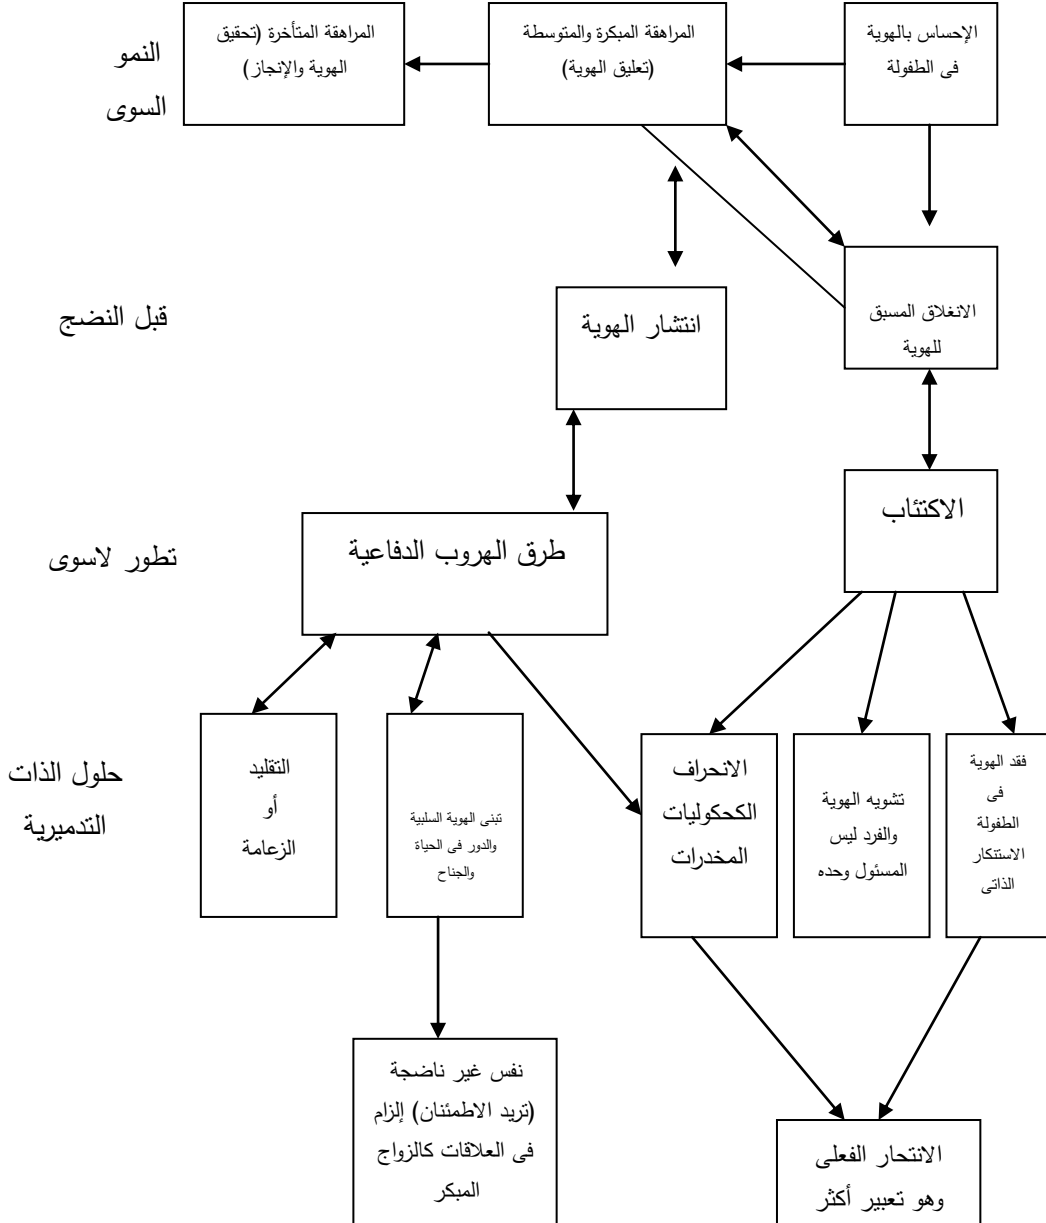 النمو
السوى
الإحساس بالهوية
فى الطفولة
المراهقة المبكرة والمتوسطة
(تعليق الهوية)
المراهقة المتأخرة (تحقيق
الهوية والإنجاز)
قبل النضج
الانغلاق المسبق
للهوية
انتشار الهوية
تطور لاسوى
الاكتئاب
طرق الهروب الدفاعية
حلول الذات
التدميرية
فقد الهوية
فى
الطفولة
الاستنكار
الذاتى
تشويه الهوية
والفرد ليس
المسئول وحده
الانحراف
الكحكوليات
المخدرات
تبنى الهوية السلبية
والدور فى الحياة
والجناح
التقليد
أو
الزعامة
نفس غير ناضجة
(تريد الاطمئنان) إلزام
فى العلاقات كالزواج
المبكر
الانتحار الفعلى
وهو تعبير أكثر